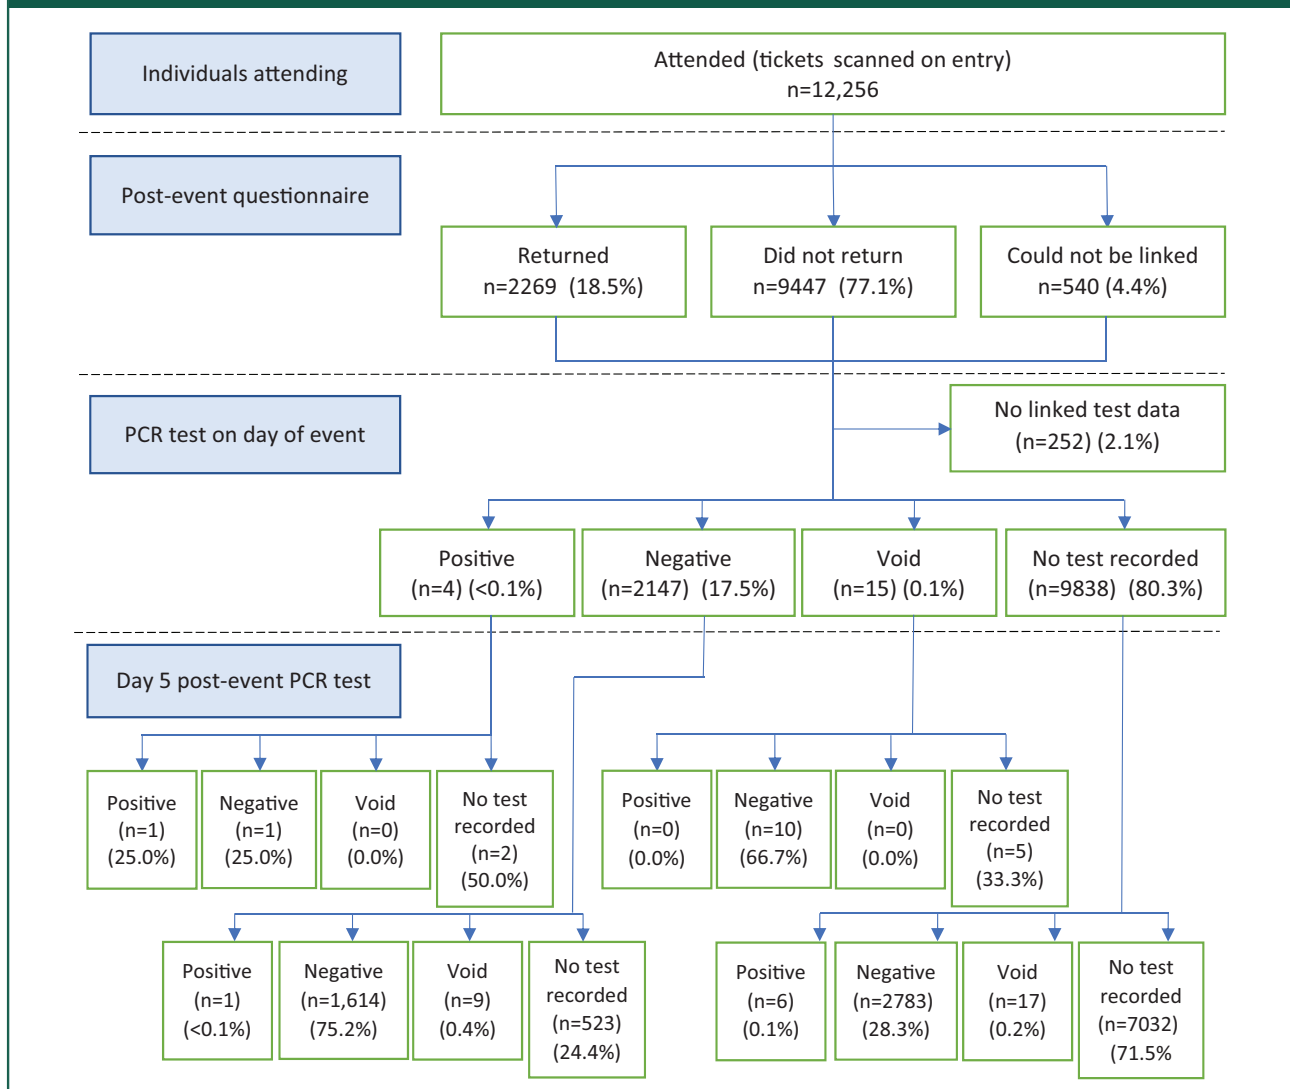 Individuals attending
Attended (tickets scanned on entry)
n=12,256
Post-event questionnaire
Returned
n=2269 (18.5%)
Did not return
n=9447 (77.1%)
Could not be linked
n=540 (4.4%)
PCR test on day of event
No linked test data
(n=252) (2.1%)
Positive
(n=4) (<0.1%)
Negative
(n=2147) (17.5%)
Void
(n=15) (0.1%)
No test recorded
(n=9838) (80.3%)
Day 5 post-event PCR test
Positive
(n=1)
(25.0%)
Negative
(n=1)
(25.0%)
Void
(n=0)
(0.0%)
No test
recorded
(n=2)
(50.0%)
Positive
(n=0)
(0.0%)
Negative
(n=10)
(66.7%)
Void
(n=0)
(0.0%)
No test
recorded
(n=5)
(33.3%)
Positive
(n=1)
(<0.1%)
Negative
(n=1,614)
(75.2%)
Void
(n=9)
(0.4%)
No test
recorded
(n=523)
(24.4%)
Positive
(n=6)
(0.1%)
Negative
(n=2783)
(28.3%)
Void
(n=17)
(0.2%)
No test
recorded
(n=7032)
(71.5%